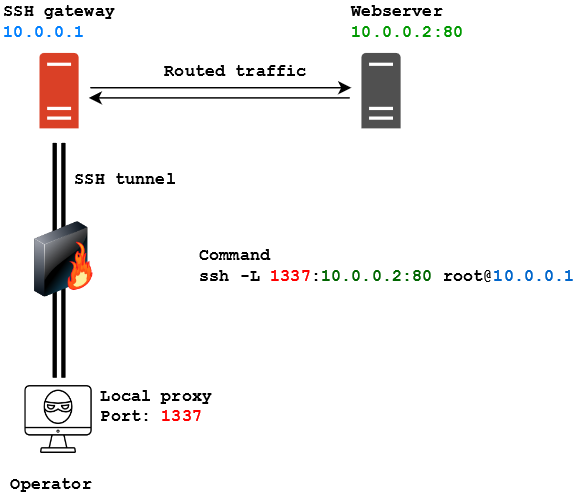 SSH gateway
10.0.0.1
Webserver
10.0.0.2:80
Routed traffic
SSH tunnel
Command
ssh -L 1337:10.0.0.2:80 root@10.0.0.1
Local proxy
Port: 1337
Operator